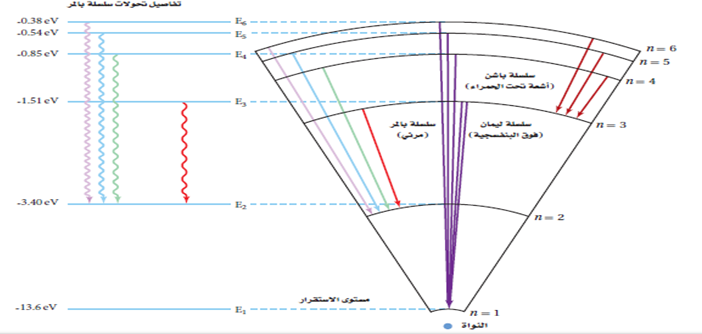 تفاصيل تحولات سلسلة بالمر
-0.38 eV E₆
-0.54 eV E₅
-0.85 eV E₄
-1.51 eV E₃
-3.40 eV E₂
-13.6 eV E₁
n = 6
n = 5
n = 4
n = 3
n = 2
n = 1
سلسلة باشن
(أشعة تحت الحمراء)
سلسلة ليمان
(فوق البنفسجية)
سلسلة بالمر
(مرئي)
مستوى الاستقرار
النواة